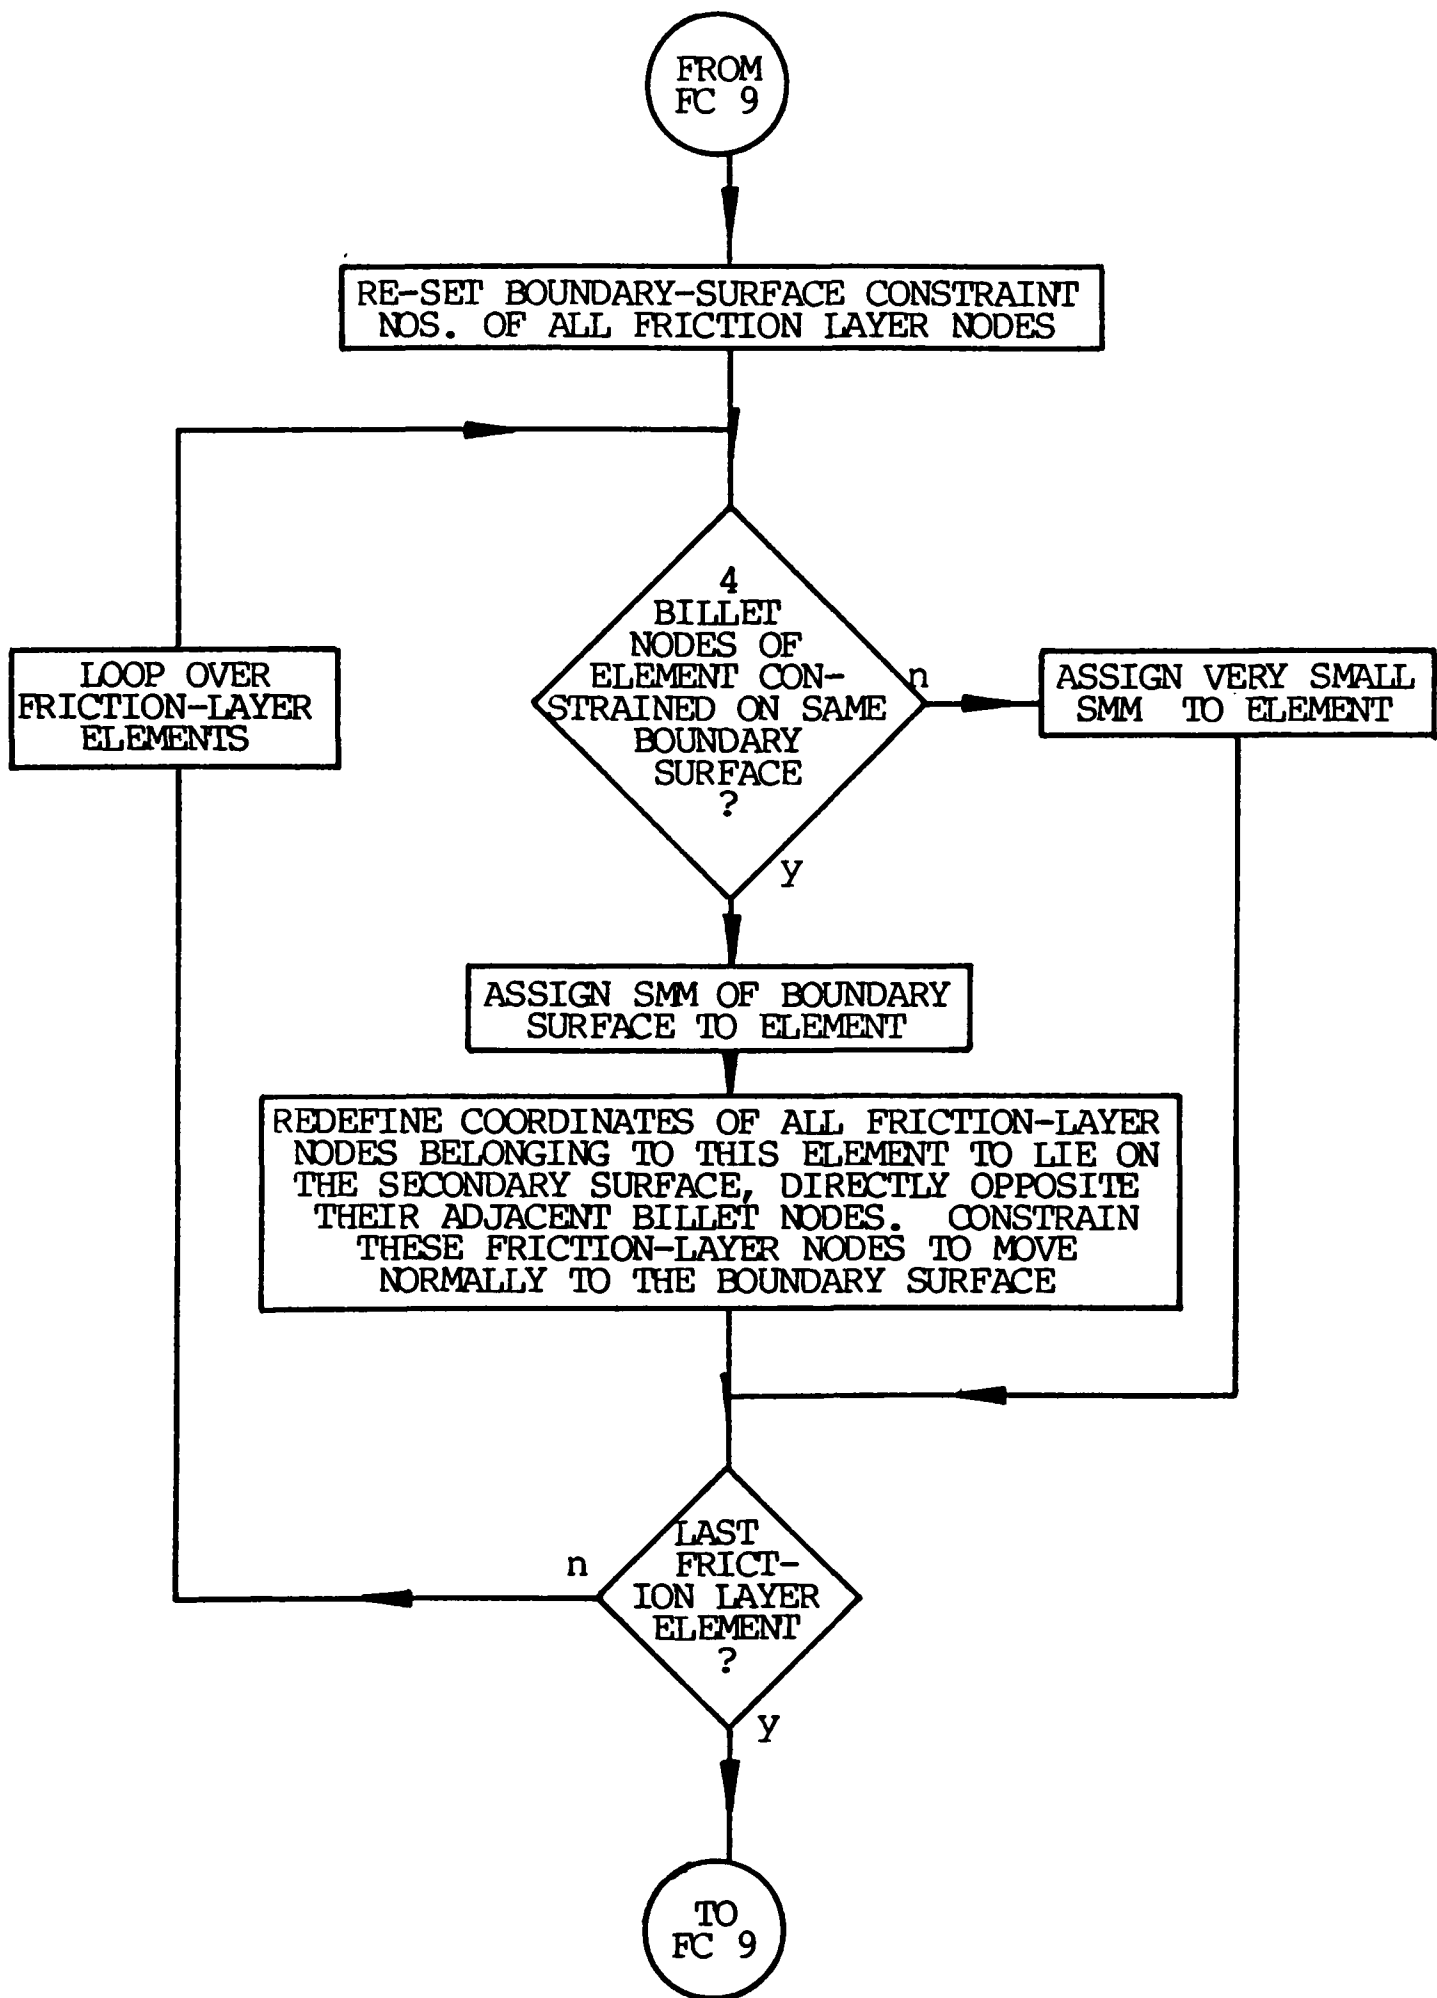 FROM
FC 9
RE-SET BOUNDARY-SURFACE CONSTRAINT
NOS. OF ALL FRICTION LAYER NODES
4
BILLET
NODES OF
ELEMENT CON-
STRAINED ON SAME
BOUNDARY
SURFACE
?
n
y
LOOP OVER
FRICTION-LAYER
ELEMENTS
ASSIGN VERY SMALL
SMM TO ELEMENT
ASSIGN SMM OF BOUNDARY
SURFACE TO ELEMENT
REDEFINE COORDINATES OF ALL FRICTION-LAYER
NODES BELONGING TO THIS ELEMENT TO LIE ON
THE SECONDARY SURFACE, DIRECTLY OPPOSITE
THEIR ADJACENT BILLET NODES. CONSTRAIN
THESE FRICTION-LAYER NODES TO MOVE
NORMALLY TO THE BOUNDARY SURFACE
LAST
FRICT-
ION LAYER
ELEMENT
?
n
y
TO
FC 9